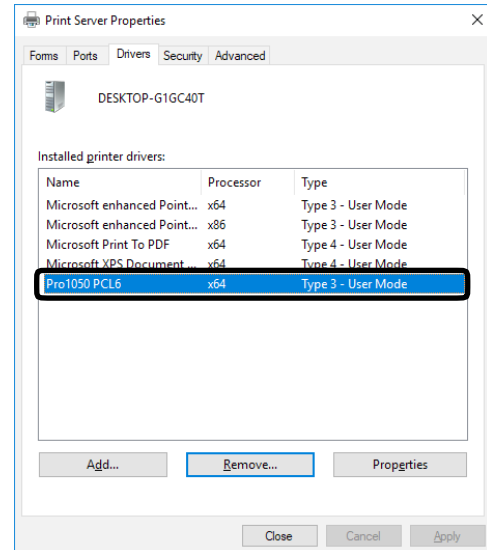 Print Server Properties
Forms Ports Drivers Security Advanced
DESKTOP-G1GC40T
Installed printer drivers:
Name Processor Type
Microsoft enhanced Point... x64 Type 3 - User Mode
Microsoft enhanced Point... x86 Type 3 - User Mode
Microsoft Print To PDF x64 Type 4 - User Mode
Microsoft XPS Document ... x64 Type 4 - User Mode
Pro1050 PCL6 x64 Type 3 - User Mode
Add... Remove... Properties
Close Cancel Apply